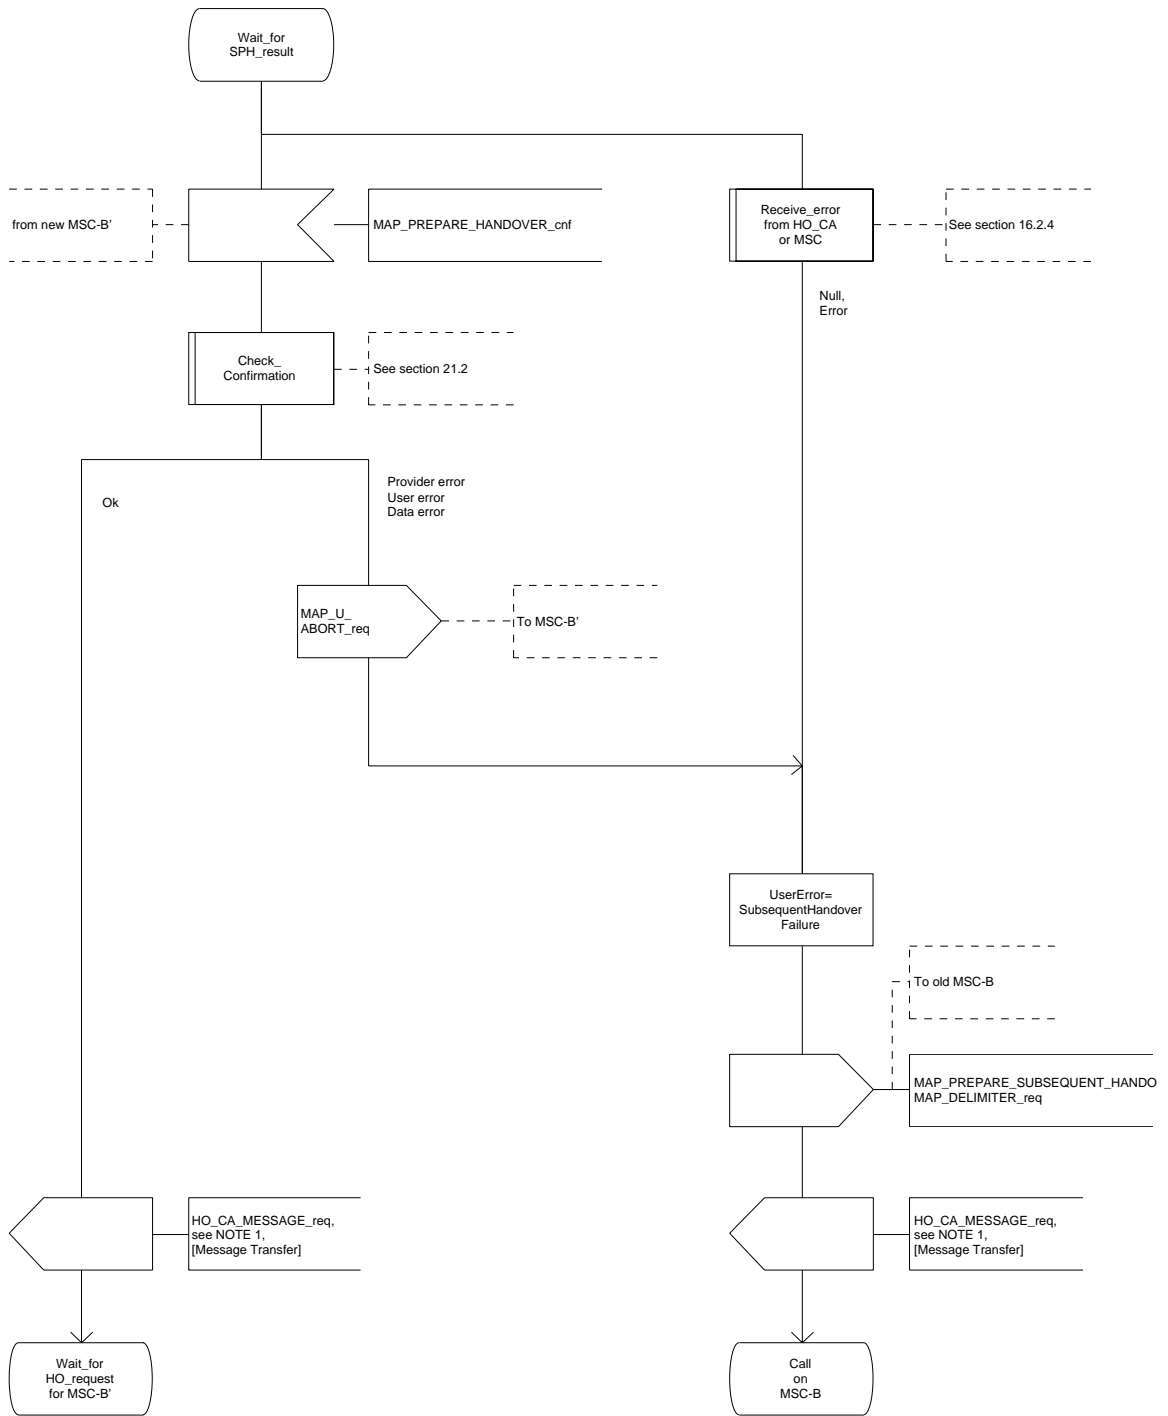 Wait_for
SPH_result
from new MSC-B'
MAP_PREPARE_HANDOVER_cnf
Receive_error
from HO_CA
or MSC
See section 16.2.4
Null,
Error
Check_
Confirmation
See section 21.2
Ok
Provider error
User error
Data error
MAP_U_
ABORT_req
To MSC-B'
UserError=
SubsequentHandover
Failure
To old MSC-B
MAP_PREPARE_SUBSEQUENT_HANDO
MAP_DELIMITER_req
HO_CA_MESSAGE_req,
see NOTE 1,
[Message Transfer]
HO_CA_MESSAGE_req,
see NOTE 1,
[Message Transfer]
Wait_for
HO_request
for MSC-B'
Call
on
MSC-B